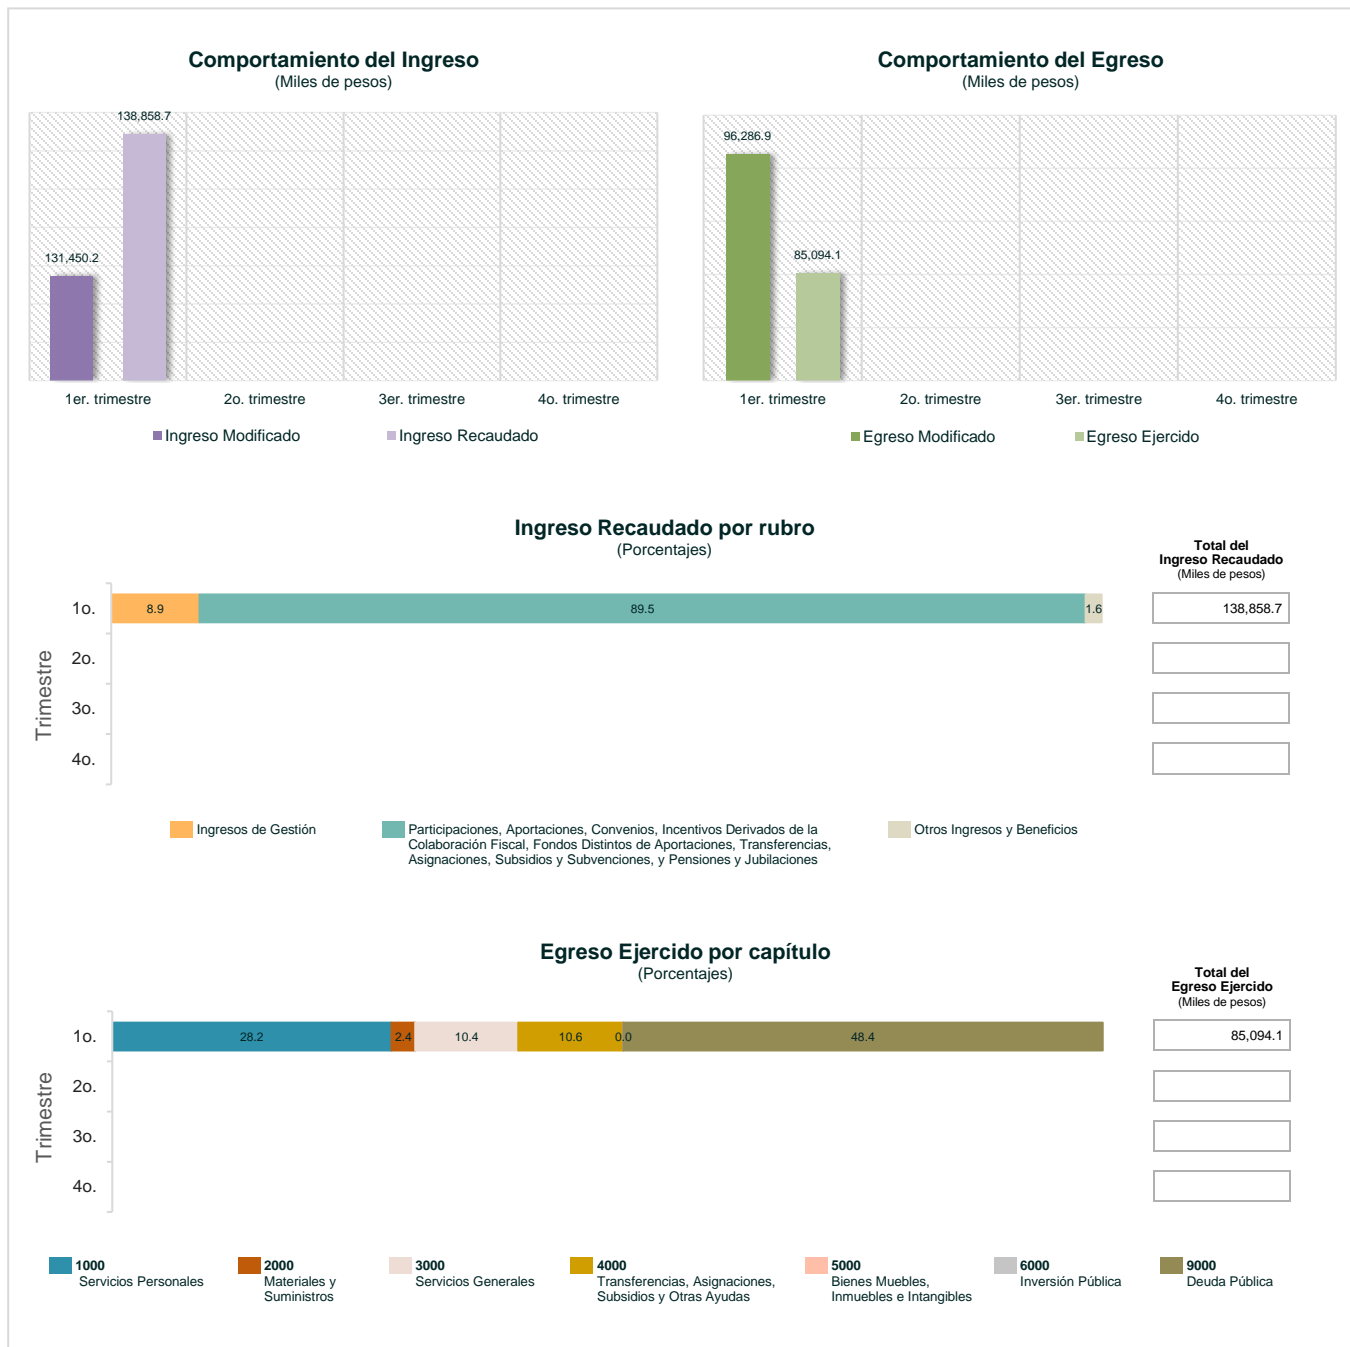 Comportamiento del Ingreso
(Miles de pesos)
138,858.7
131,450.2
1er. trimestre
2o. trimestre
3er. trimestre
4o. trimestre
Ingreso Modificado
Ingreso Recaudado
Comportamiento del Egreso
(Miles de pesos)
96,286.9
85,094.1
1er. trimestre
2o. trimestre
3er. trimestre
4o. trimestre
Egreso Modificado
Egreso Ejercido
Ingreso Recaudado por rubro
(Porcentajes)
Total del
Ingreso Recaudado
(Miles de pesos)
Trimestre
1o.
8.9
89.5
1.6
138,858.7
2o.
3o.
4o.
Ingresos de Gestión
Participaciones, Aportaciones, Convenios, Incentivos Derivados de la
Colaboración Fiscal, Fondos Distintos de Aportaciones, Transferencias,
Asignaciones, Subsidios y Subvenciones, y Pensiones y Jubilaciones
Otros Ingresos y Beneficios
Egreso Ejercido por capítulo
(Porcentajes)
Total del
Egreso Ejercido
(Miles de pesos)
Trimestre
1o.
28.2
2.4
10.4
10.6
0.0
48.4
85,094.1
2o.
3o.
4o.
1000
Servicios Personales
2000
Materiales y
Suministros
3000
Servicios Generales
4000
Transferencias, Asignaciones,
Subsidios y Otras Ayudas
5000
Bienes Muebles,
Inmuebles e Intangibles
6000
Inversión Pública
9000
Deuda Pública